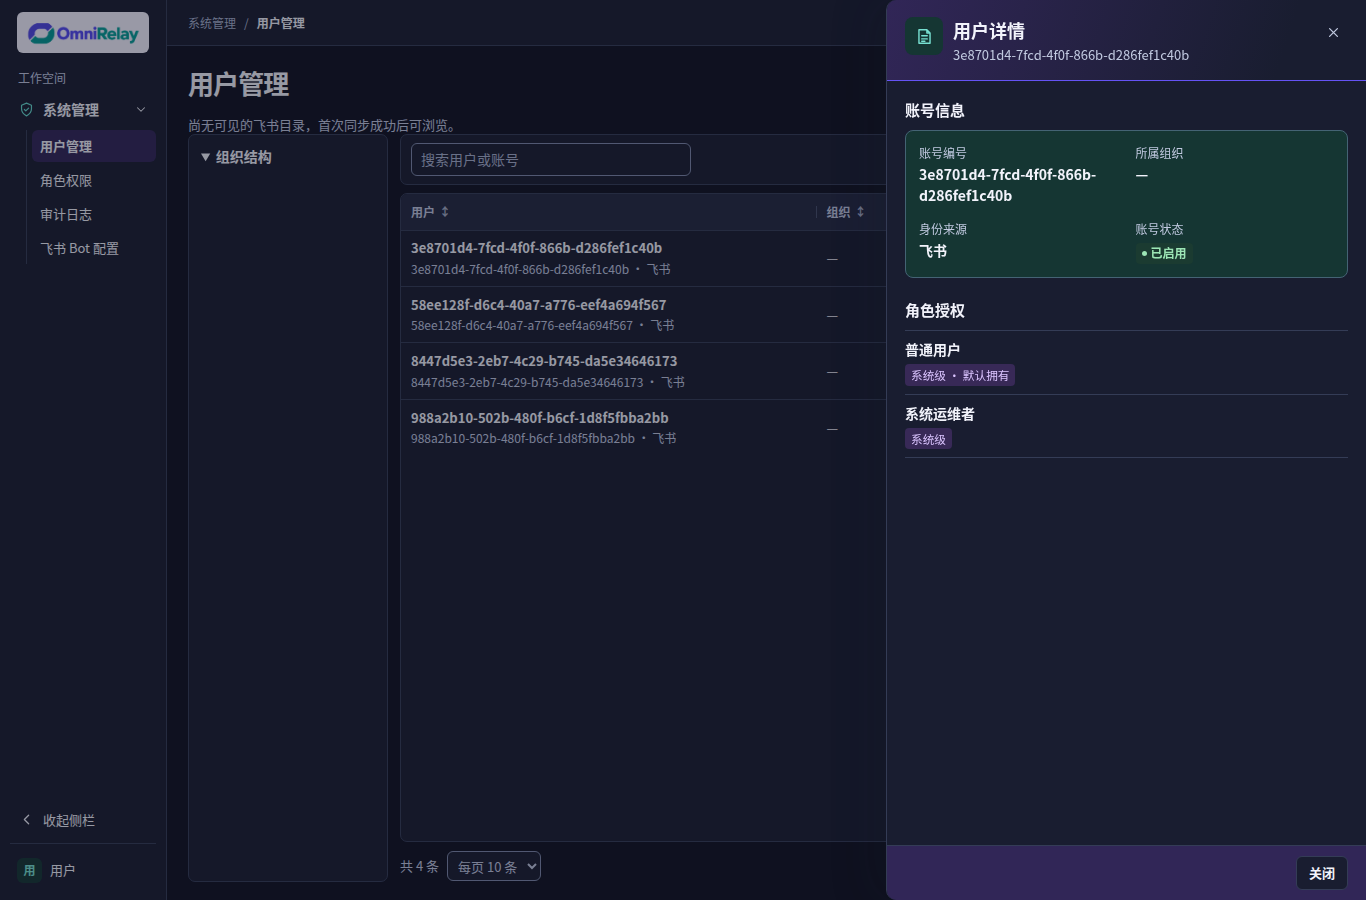 OmniRelay
工作空间
系统管理
用户管理
角色权限
审计日志
飞书 Bot 配置
收起侧栏
用 用户
系统管理 / 用户管理
用户管理
尚无可见的飞书目录，首次同步成功后可浏览。
▼ 组织结构
搜索用户或账号
用户 组织
3e8701d4-7fcd-4f0f-866b-d286fef1c40b
3e8701d4-7fcd-4f0f-866b-d286fef1c40b • 飞书
—
58ee128f-d6c4-40a7-a776-eef4a694f567
58ee128f-d6c4-40a7-a776-eef4a694f567 • 飞书
—
8447d5e3-2eb7-4c29-b745-da5e34646173
8447d5e3-2eb7-4c29-b745-da5e34646173 • 飞书
—
988a2b10-502b-480f-b6cf-1d8f5fbba2bb
988a2b10-502b-480f-b6cf-1d8f5fbba2bb • 飞书
—
共 4 条 每页 10 条
用户详情
3e8701d4-7fcd-4f0f-866b-d286fef1c40b
账号信息
账号编号
3e8701d4-7fcd-4f0f-866b-
d286fef1c40b
所属组织
—
身份来源
飞书
账号状态
已启用
角色授权
普通用户
系统级 • 默认拥有
系统运维者
系统级
关闭